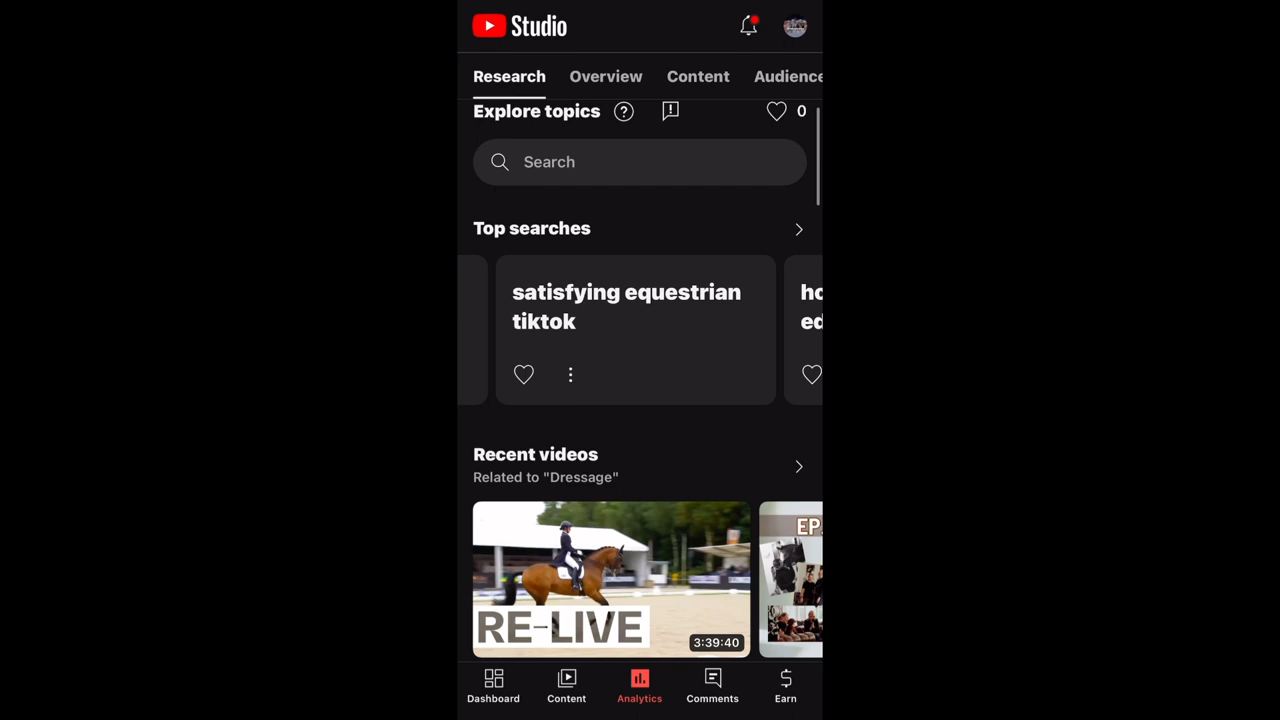 Studio
Research Overview Content Audience
Explore topics 0
Search
Top searches
satisfying equestrian
tiktok
Recent videos
Related to "Dressage"
EP
RE-LIVE
3:39:40
Dashboard Content Analytics Comments Earn